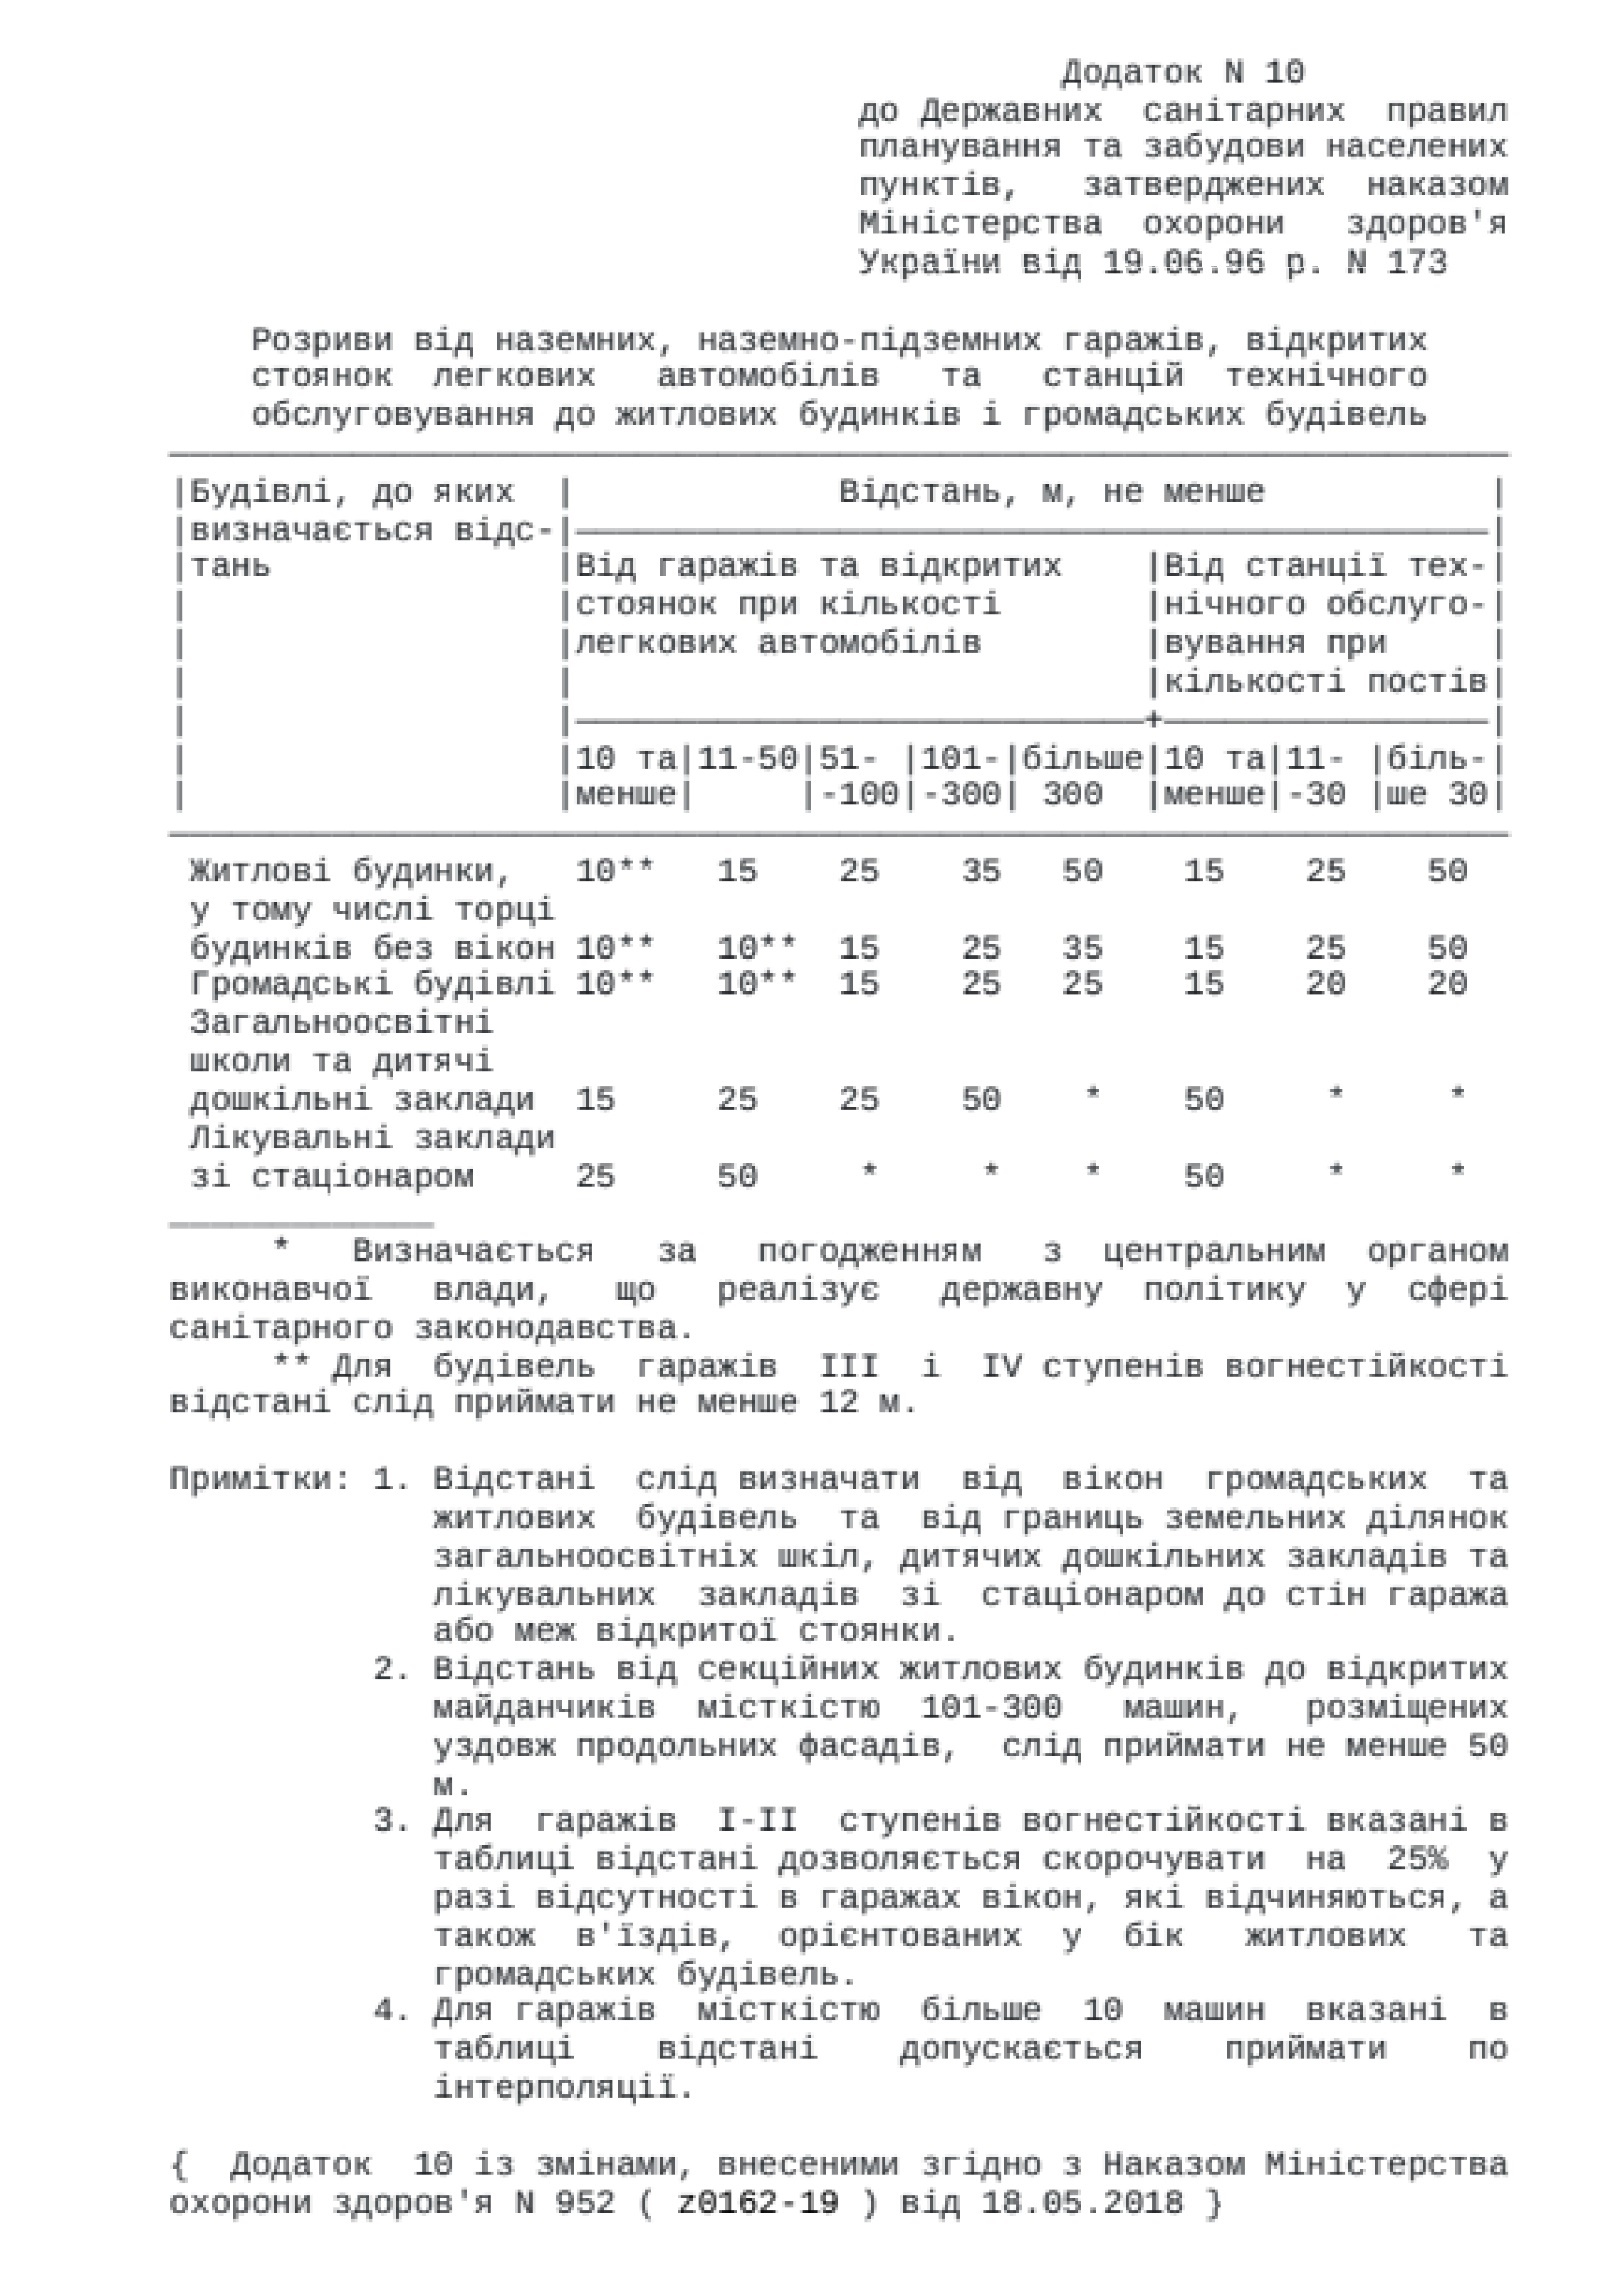 Додаток N 10
до Державних санітарних правил
планування та забудови населених
пунктів, затверджених наказом
Міністерства охорони здоров'я
України від 19.06.96 р. N 173
Розриви від наземних, наземно-підземних гаражів, відкритих
стоянок легкових автомобілів та станцій технічного
обслуговування до житлових будинків і громадських будівель
|Будівлі, до яких | Відстань, м, не менше |
|визначається відс-|---------------------------------------------|
|тань |Від гаражів та відкритих |Від станції тех-|
| |стоянок при кількості |нічного обслуго-|
| |легкових автомобілів |вування при |
| | |кількості постів|
| |----------------------------+----------------|
| |10 та|11-50|51- |101-|більше|10 та|11- |біль-|
| |менше| |-100|-300| 300 |менше|-30 |ше 30|
Житлові будинки, 10** 15 25 35 50 15 25 50
у тому числі торці
будинків без вікон 10** 10** 15 25 35 15 25 50
Громадські будівлі 10** 10** 15 25 25 15 20 20
Загальноосвітні
школи та дитячі
дошкільні заклади 15 25 25 50 * 50 * *
Лікувальні заклади
зі стаціонаром 25 50 * * * 50 * *
* Визначається за погодженням з центральним органом
виконавчої влади, що реалізує державну політику у сфері
санітарного законодавства.
** Для будівель гаражів III і IV ступенів вогнестійкості
відстані слід приймати не менше 12 м.
Примітки: 1. Відстані слід визначати від вікон громадських та
житлових будівель та від границь земельних ділянок
загальноосвітніх шкіл, дитячих дошкільних закладів та
лікувальних закладів зі стаціонаром до стін гаража
або меж відкритої стоянки.
2. Відстань від секційних житлових будинків до відкритих
майданчиків місткістю 101-300 машин, розміщених
уздовж продольних фасадів, слід приймати не менше 50
м.
3. Для гаражів I-II ступенів вогнестійкості вказані в
таблиці відстані дозволяється скорочувати на 25% у
разі відсутності в гаражах вікон, які відчиняються, а
також в'їздів, орієнтованих у бік житлових та
громадських будівель.
4. Для гаражів місткістю більше 10 машин вказані в
таблиці відстані допускається приймати по
інтерполяції.
{ Додаток 10 із змінами, внесеними згідно з Наказом Міністерства
охорони здоров'я N 952 ( z0162-19 ) від 18.05.2018 }